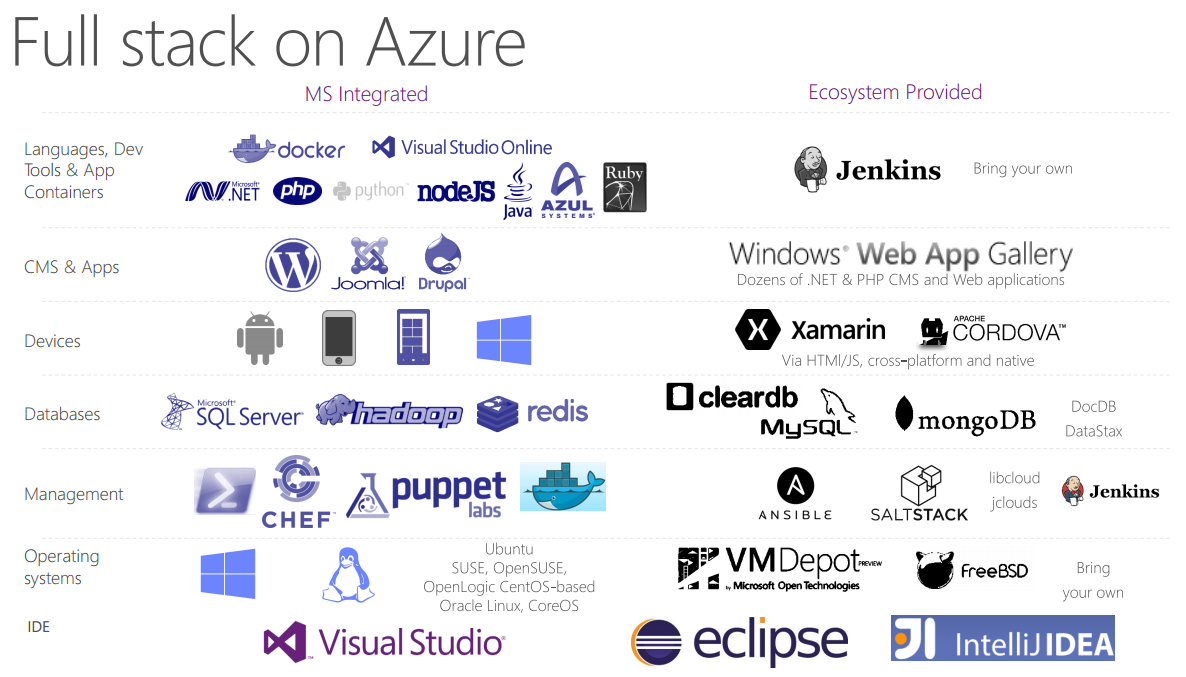 Full stack on Azure
MS Integrated
Ecosystem Provided
Languages, Dev
Tools & App
Containers
docker
Visual Studio Online
Microsoft®
.NET
php
python™
nodeJS
Java
AZUL
SYSTEMS®
Ruby
Jenkins
Bring your own
CMS & Apps
W
Joomla!
Drupal
Windows® Web App Gallery
Dozens of .NET & PHP CMS and Web applications
Devices
X
Xamarin
APACHE
CORDOVA™
Via HTMl/JS, cross-platform and native
Databases
Microsoft®
SQL Server®
hadoop
redis
cleardb
MySQL™
mongoDB
DocDB
DataStax
Management
CHEF™
puppet
labs
A
ANSIBLE
SALTSTACK
libcloud
jclouds
Jenkins
Operating
systems
Ubuntu
SUSE, OpenSUSE,
OpenLogic CentOS-based
Oracle Linux, CoreOS
VMDepot PREVIEW
by Microsoft Open Technologies
FreeBSD
Bring
your own
IDE
Visual Studio®
eclipse
JI
IntelliJ IDEA